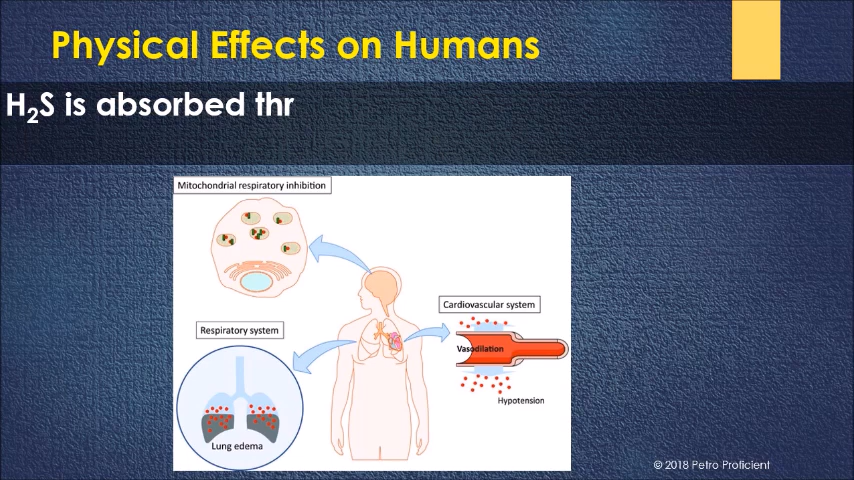 Physical Effects on Humans
H₂S is absorbed thr
Mitochondrial respiratory inhibition
Cardiovascular system
Respiratory system
Vasodilation
Hypotension
Lung edema
© 2018 Petro Proficient